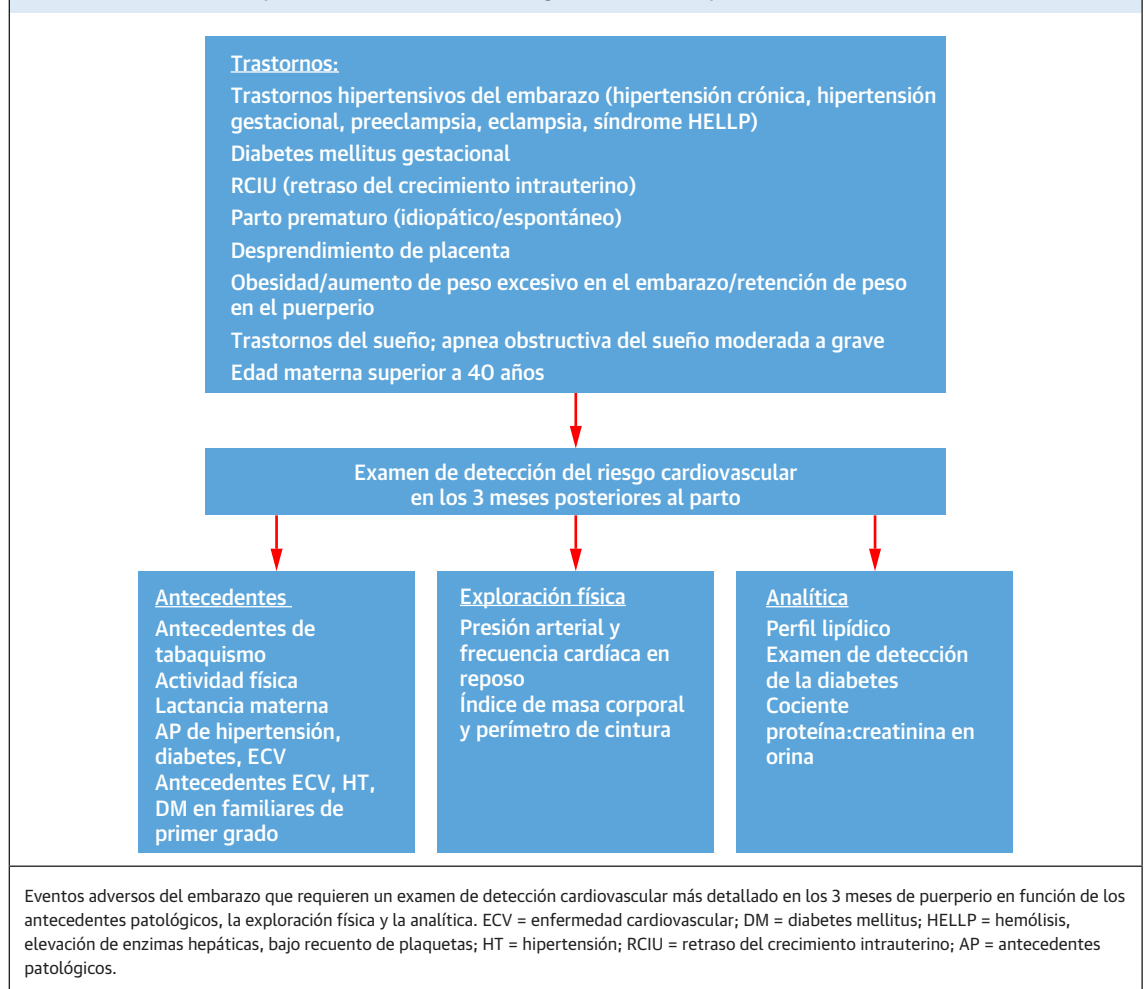 Trastornos:
Trastornos hipertensivos del embarazo (hipertensión crónica, hipertensión
gestacional, preeclampsia, eclampsia, síndrome HELLP)
Diabetes mellitus gestacional
RCIU (retraso del crecimiento intrauterino)
Parto prematuro (idiopático/espontáneo)
Desprendimiento de placenta
Obesidad/aumento de peso excesivo en el embarazo/retención de peso
en el puerperio
Trastornos del sueño; apnea obstructiva del sueño moderada a grave
Edad materna superior a 40 años
Examen de detección del riesgo cardiovascular
en los 3 meses posteriores al parto
Antecedentes
Antecedentes de
tabaquismo
Actividad física
Lactancia materna
AP de hipertensión,
diabetes, ECV
Antecedentes ECV, HT,
DM en familiares de
primer grado
Exploración física
Presión arterial y
frecuencia cardíaca en
reposo
Índice de masa corporal
y perímetro de cintura
Analítica
Perfil lipídico
Examen de detección
de la diabetes
Cociente
proteína:creatinina en
orina
Eventos adversos del embarazo que requieren un examen de detección cardiovascular más detallado en los 3 meses de puerperio en función de los
antecedentes patológicos, la exploración física y la analítica. ECV = enfermedad cardiovascular; DM = diabetes mellitus; HELLP = hemólisis,
elevación de enzimas hepáticas, bajo recuento de plaquetas; HT = hipertensión; RCIU = retraso del crecimiento intrauterino; AP = antecedentes
patológicos.